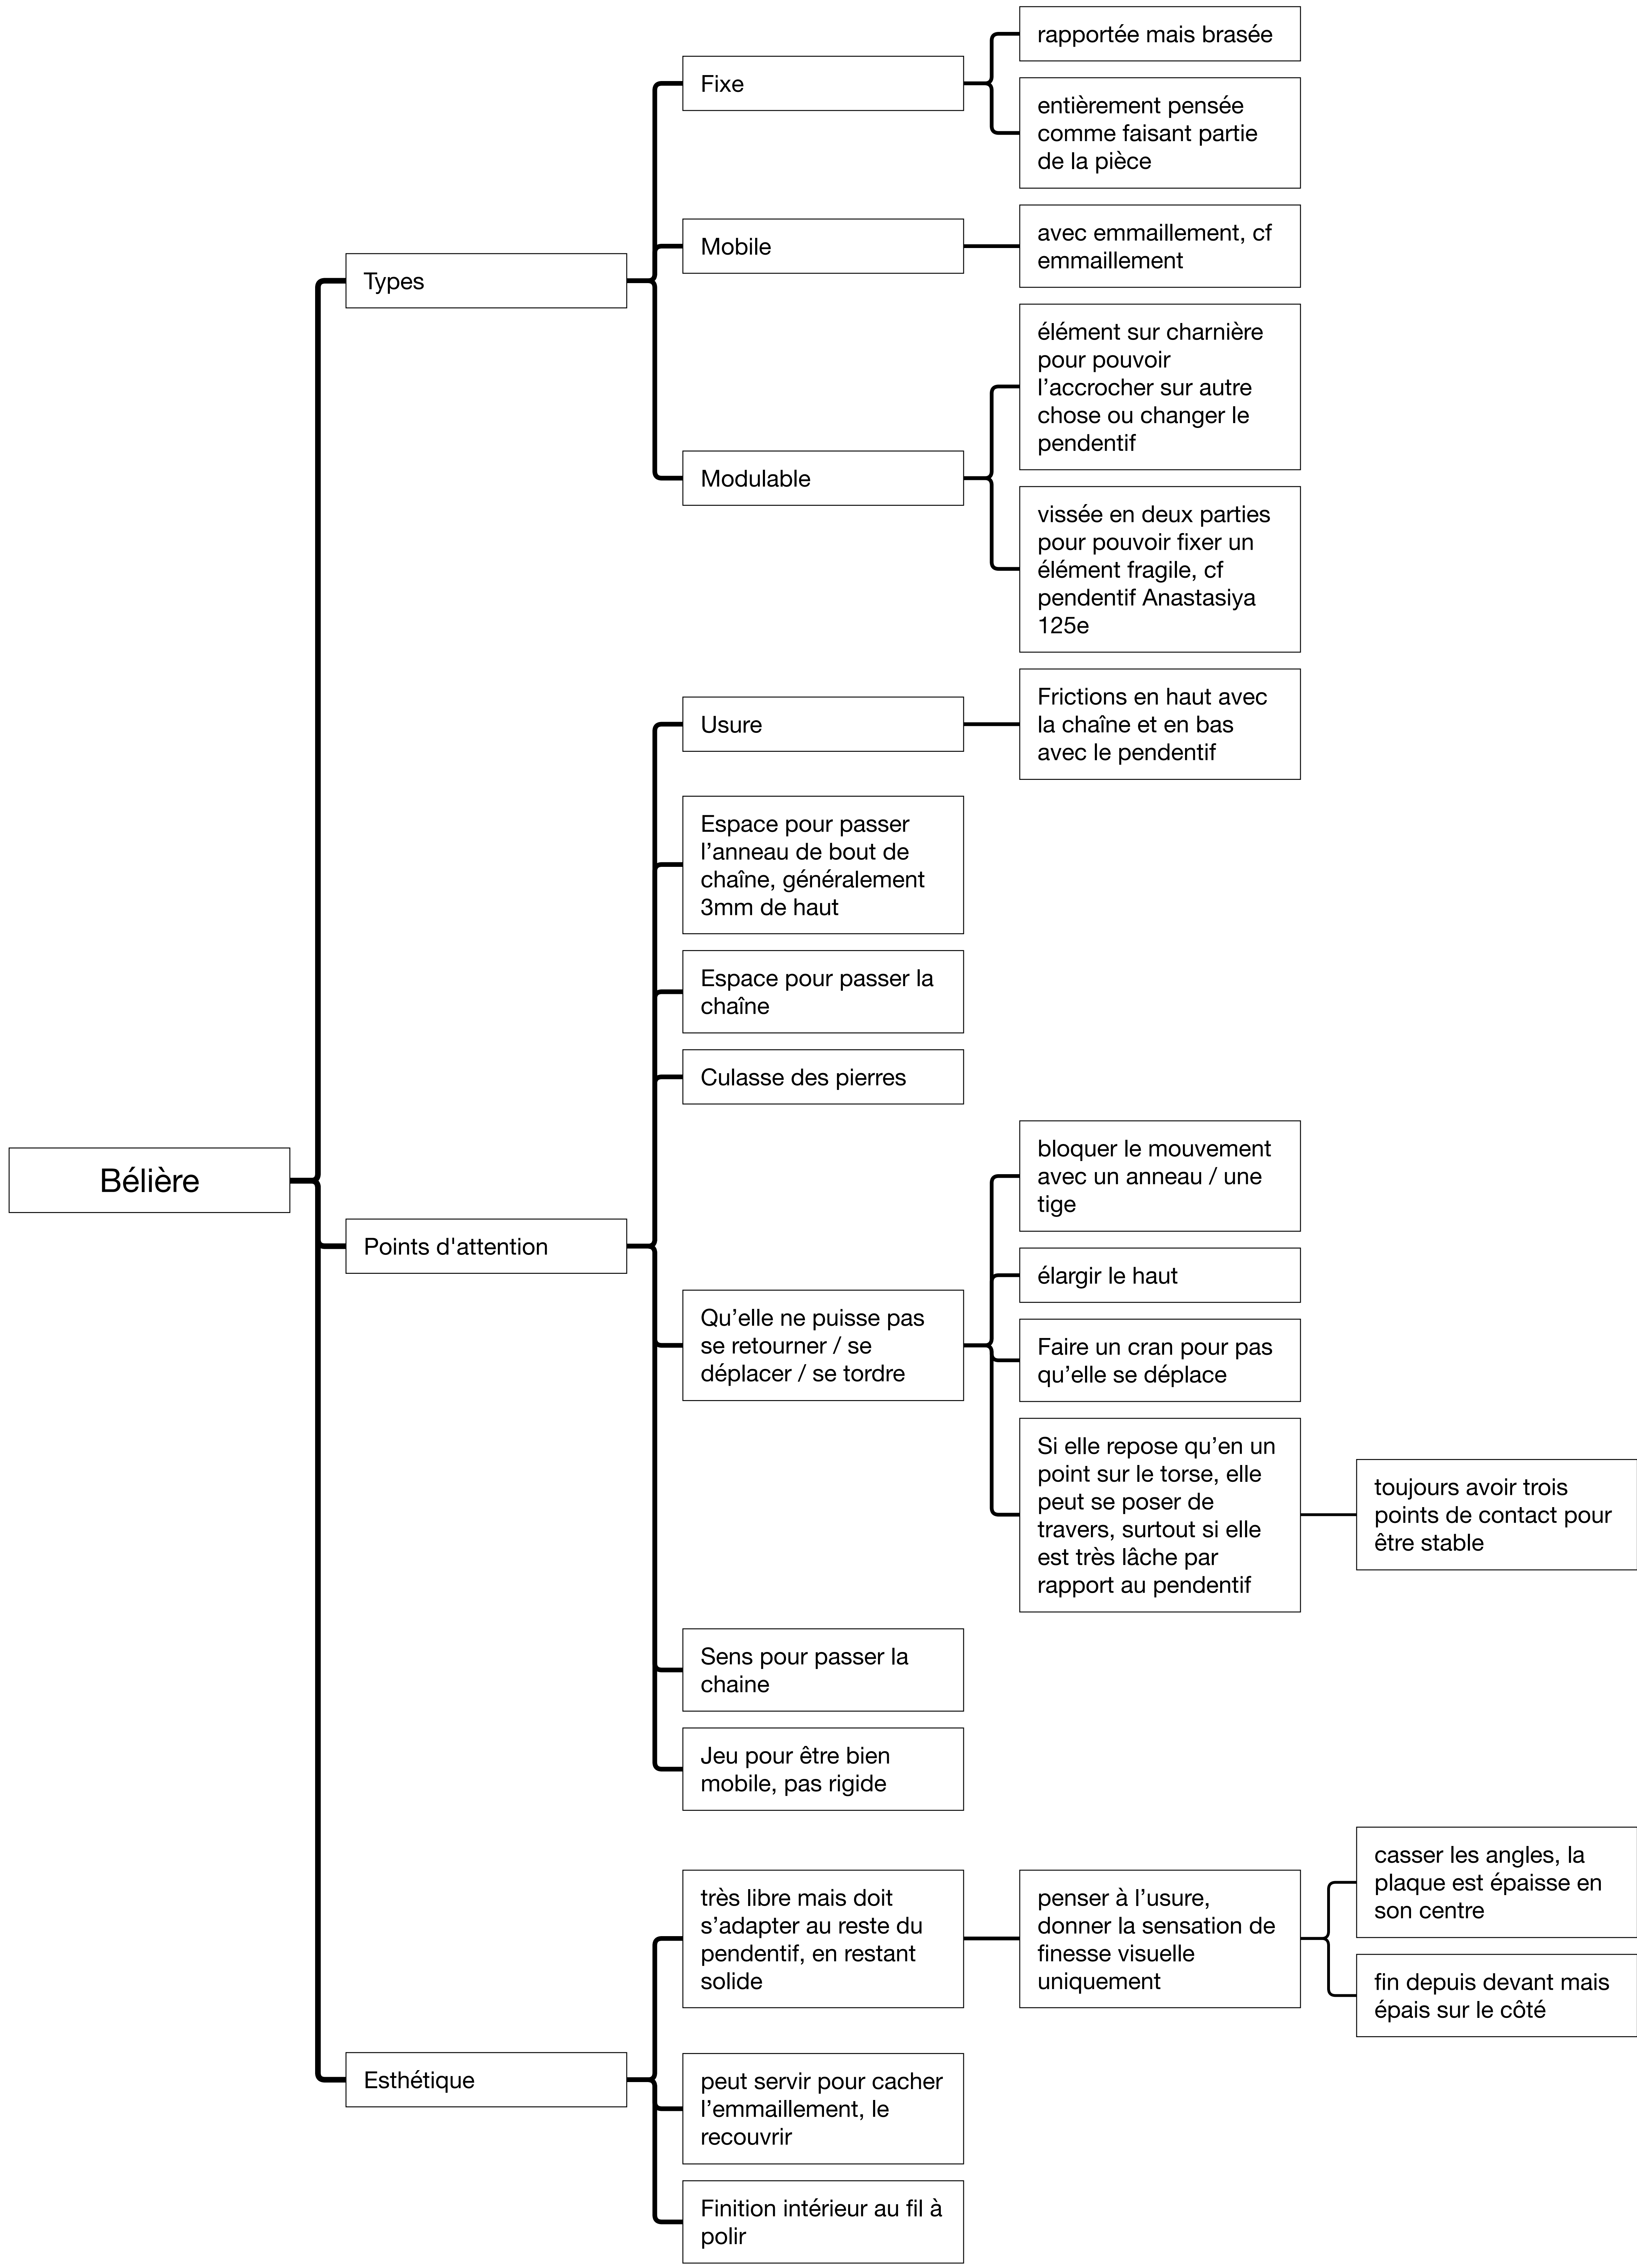 Bélière
Types
Fixe
rapportée mais brasée
entièrement pensée
comme faisant partie
de la pièce
Mobile
avec emmaillement, cf
emmaillement
Modulable
élément sur charnière
pour pouvoir
l’accrocher sur autre
chose ou changer le
pendentif
vissée en deux parties
pour pouvoir fixer un
élément fragile, cf
pendentif Anastasiya
125e
Points d'attention
Usure
Frictions en haut avec
la chaîne et en bas
avec le pendentif
Espace pour passer
l’anneau de bout de
chaîne, généralement
3mm de haut
Espace pour passer la
chaîne
Culasse des pierres
Qu’elle ne puisse pas
se retourner / se
déplacer / se tordre
bloquer le mouvement
avec un anneau / une
tige
élargir le haut
Faire un cran pour pas
qu’elle se déplace
Si elle repose qu’en un
point sur le torse, elle
peut se poser de
travers, surtout si elle
est très lâche par
rapport au pendentif
toujours avoir trois
points de contact pour
être stable
Sens pour passer la
chaine
Jeu pour être bien
mobile, pas rigide
Esthétique
très libre mais doit
s’adapter au reste du
pendentif, en restant
solide
penser à l’usure,
donner la sensation de
finesse visuelle
uniquement
casser les angles, la
plaque est épaisse en
son centre
fin depuis devant mais
épais sur le côté
peut servir pour cacher
l’emmaillement, le
recouvrir
Finition intérieur au fil à
polir